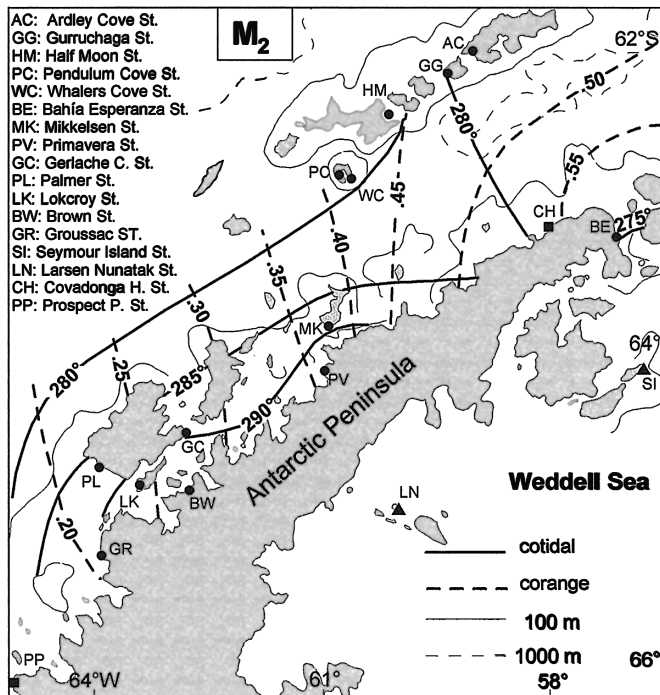 AC: Ardley Cove St.
GG: Gurruchaga St.
HM: Half Moon St.
PC: Pendulum Cove St.
WC: Whalers Cove St.
BE: Bahía Esperanza St.
MK: Mikkelsen St.
PV: Primavera St.
GC: Gerlache C. St.
PL: Palmer St.
LK: Lokcroy St.
BW: Brown St.
GR: Groussac ST.
SI: Seymour Island St.
LN: Larsen Nunatak St.
CH: Covadonga H. St.
PP: Prospect P. St.
M2
AC
62°S
GG
.50
HM
280°
PC
WC
.45
.55
CH
BE
275°
.40
.35
.30
MK
64°
280°
.25
285°
PV
SI
290°
GC
Antarctic Peninsula
PL
LK
BW
Weddell Sea
LN
.20
GR
cotidal
corange
100 m
1000 m
PP
64°W
61°
58°
66°